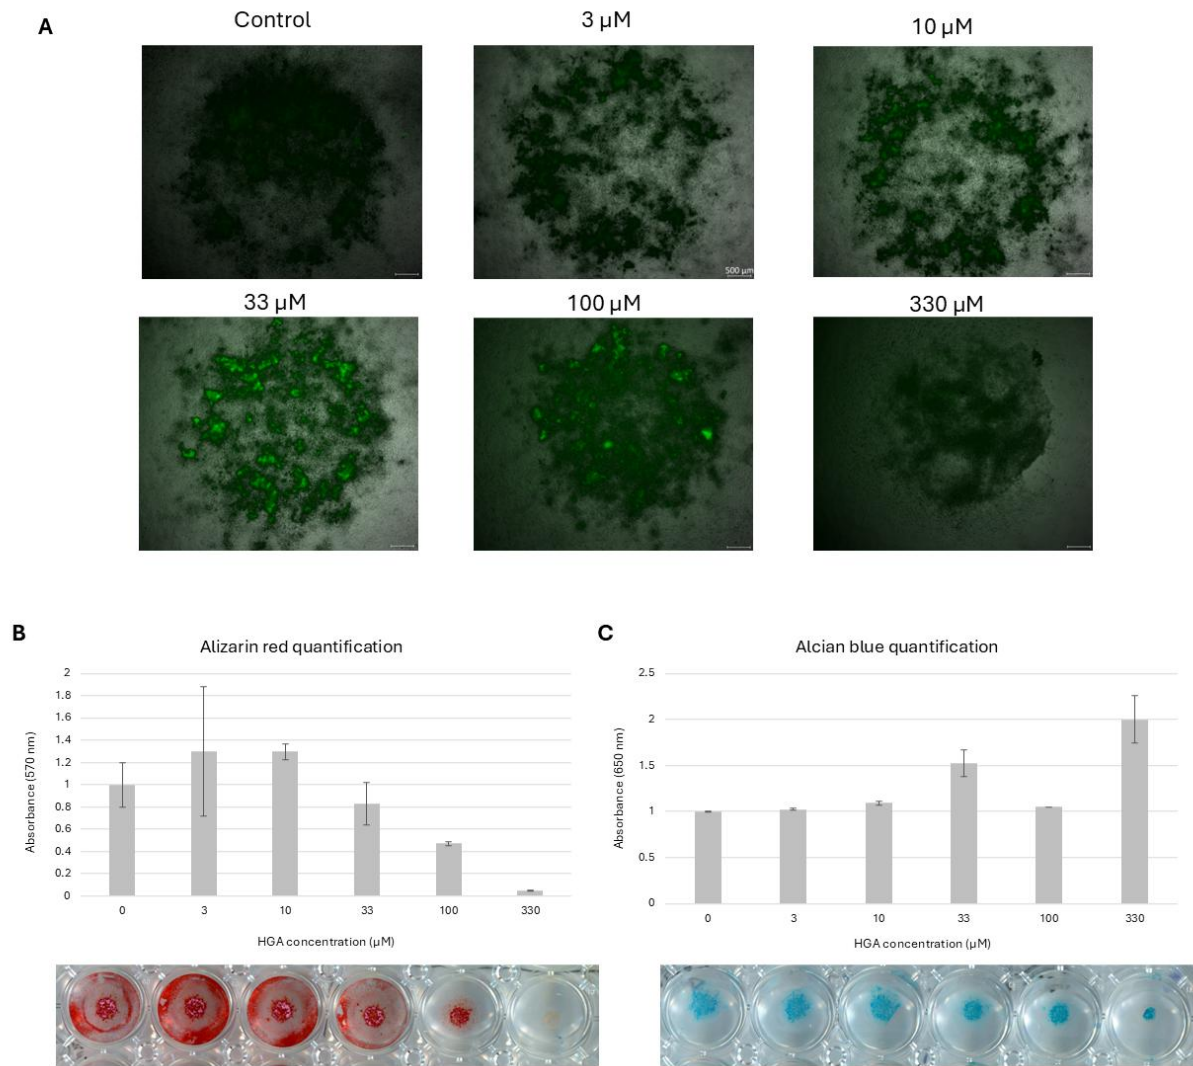 A
Control
3 µM
10 µM
500 µm
33 µM
100 µM
330 µM
B
Alizarin red quantification
Absorbance (570 nm)
2
1.8
1.6
1.4
1.2
1
0.8
0.6
0.4
0.2
0
0 3 10 33 100 330
HGA concentration (µM)
C
Alcian blue quantification
Absorbance (650 nm)
2.5
2
1.5
1
0.5
0
0 3 10 33 100 330
HGA concentration (µM)